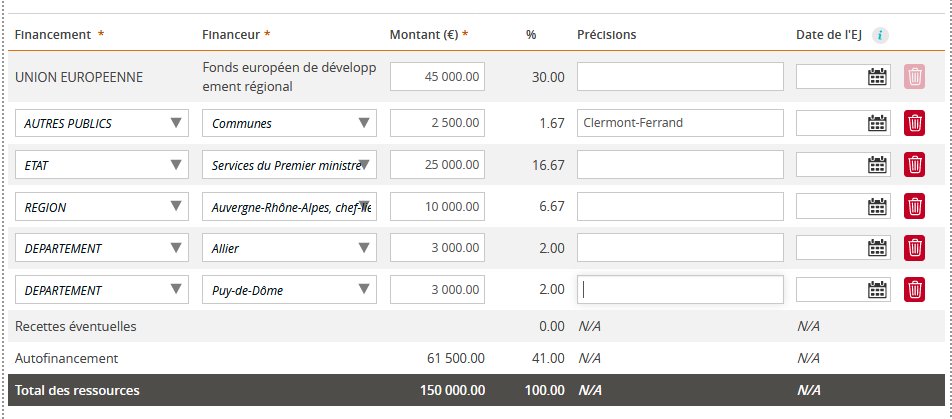 Financement * Financeur * Montant (€) * % Précisions Date de l'EJ i
UNION EUROPEENNE Fonds européen de développ
ement régional 45 000.00 30.00
AUTRES PUBLICS Communes 2 500.00 1.67 Clermont-Ferrand
ETAT Services du Premier ministre 25 000.00 16.67
REGION Auvergne-Rhône-Alpes, chef-file 10 000.00 6.67
DEPARTEMENT Allier 3 000.00 2.00
DEPARTEMENT Puy-de-Dôme 3 000.00 2.00
Recettes éventuelles 0.00 N/A N/A
Autofinancement 61 500.00 41.00 N/A N/A
Total des ressources 150 000.00 100.00 N/A N/A